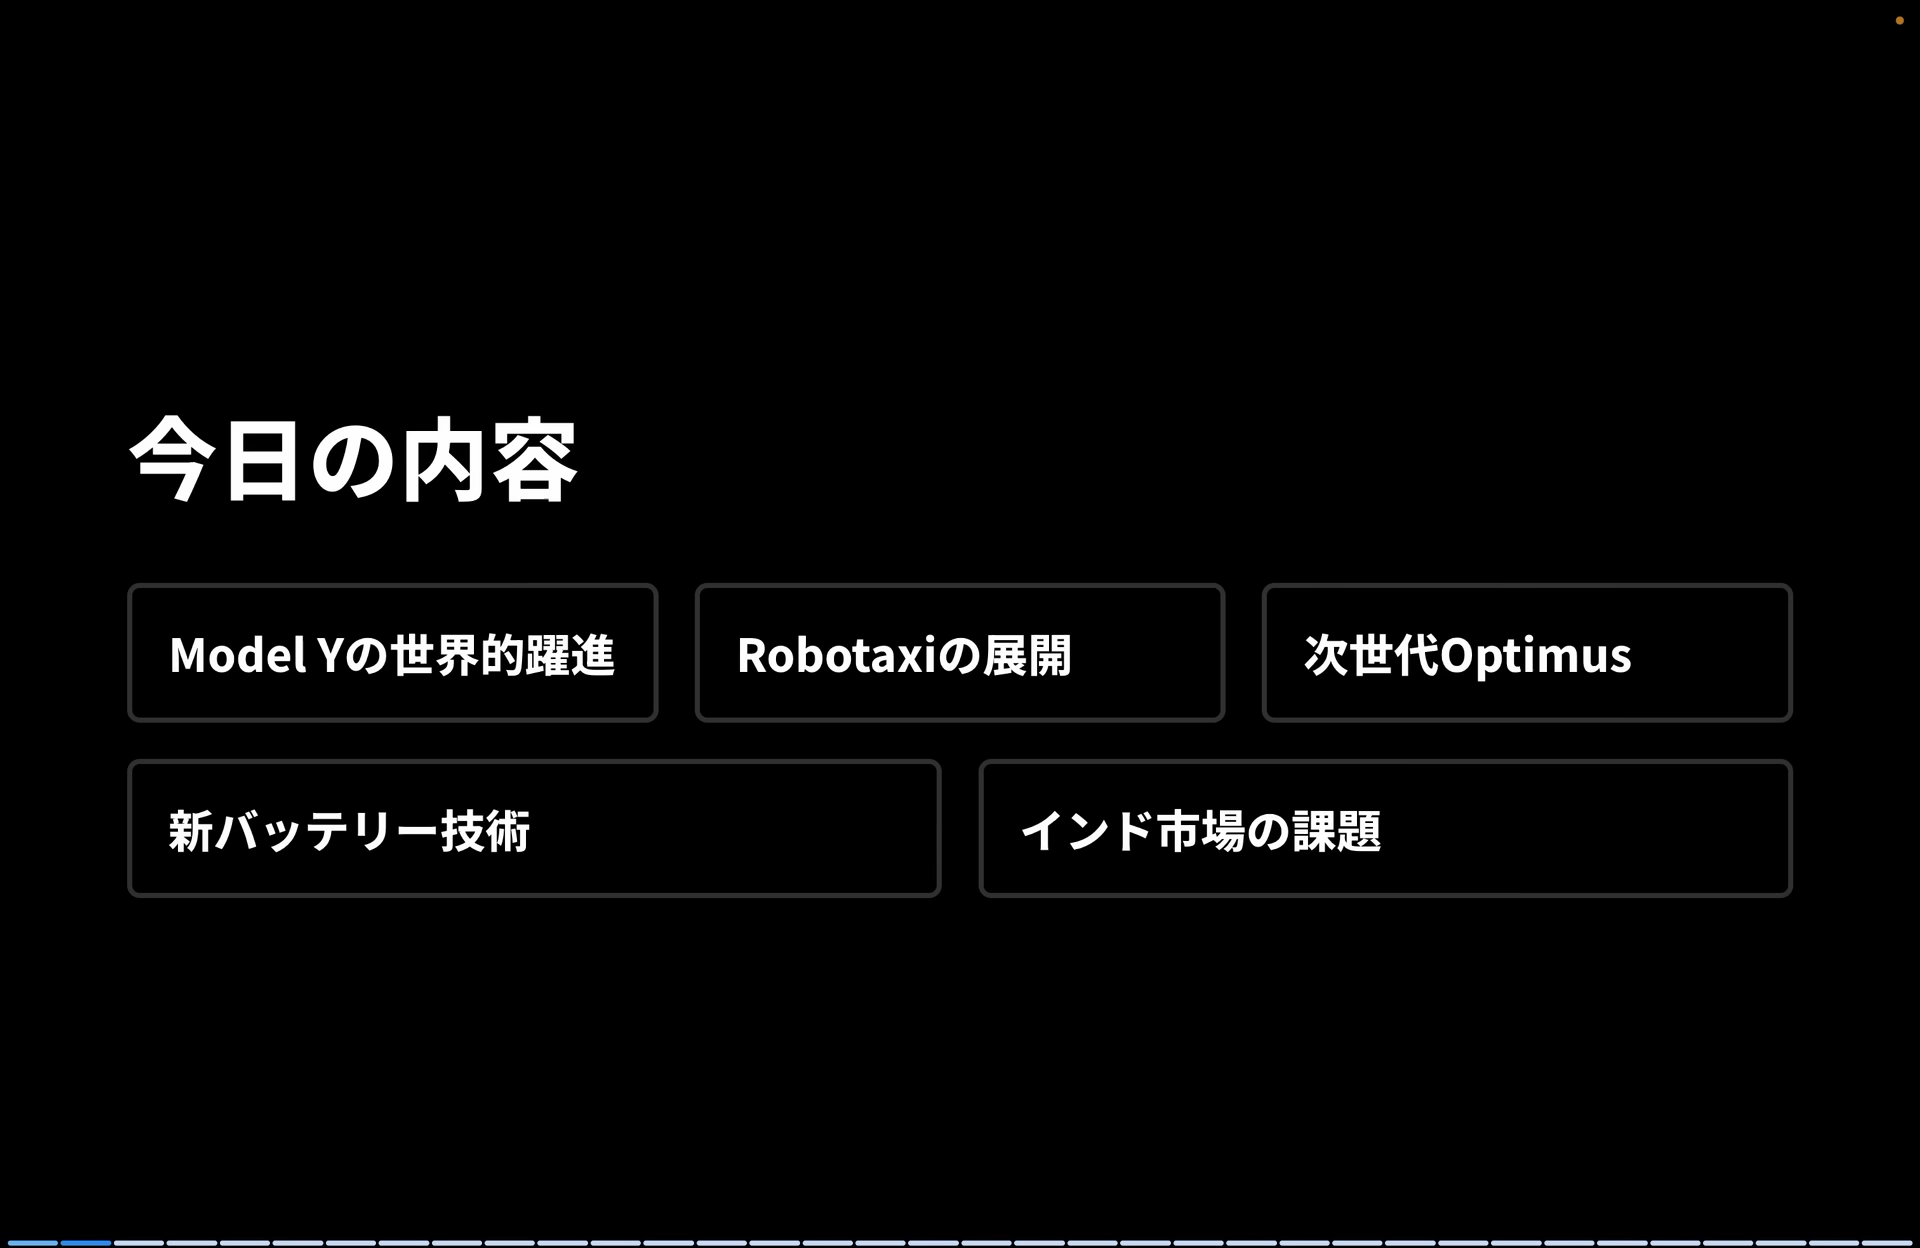 今日の内容
Model Yの世界的躍進
Robotaxiの展開
次世代Optimus
新バッテリー技術
インド市場の課題